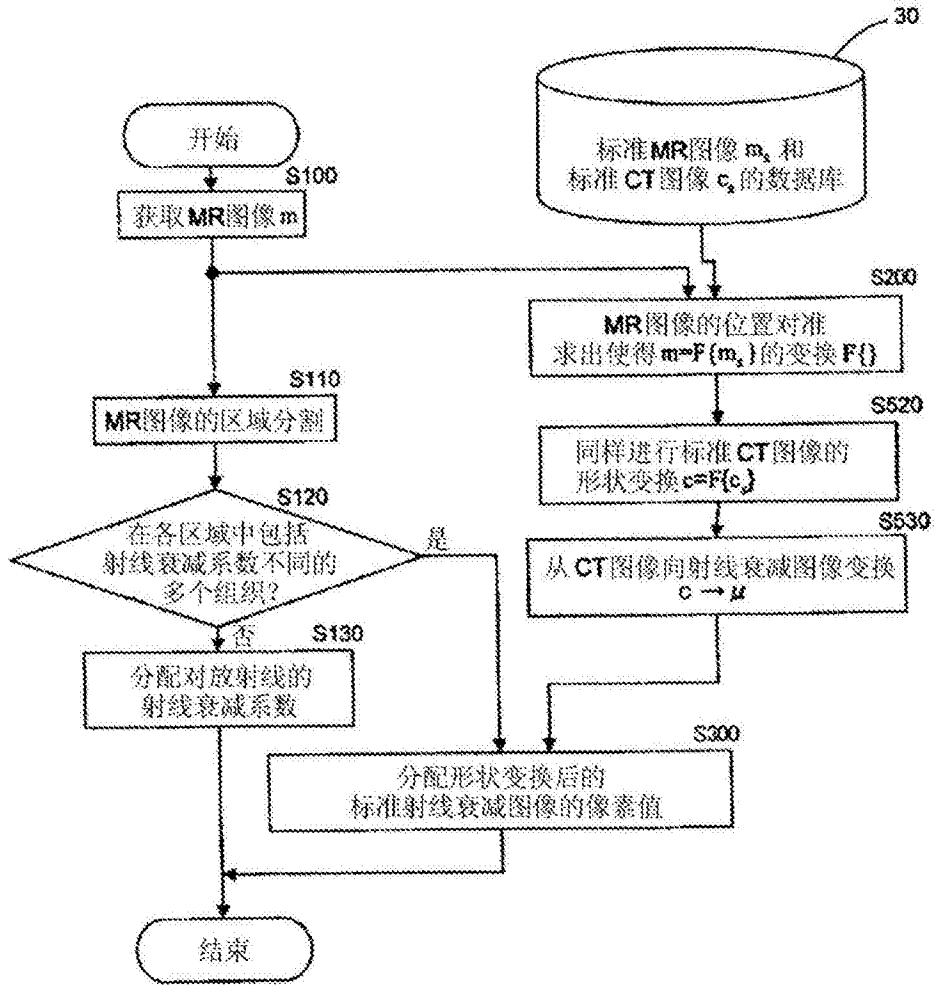 30
开始
标准MR图像 mₛ 和
标准CT图像 cₛ 的数据库
S100
获取MR图像 m
S200
MR图像的位置对准
求出使得 m=F{mₛ}的变换 F{}
S110
MR图像的区域分割
S520
同样进行标准CT图像的
形状变换 c=F{cₛ}
S120
在各区域中包括
射线衰减系数不同的
多个组织?
是
否
S530
从CT图像向射线衰减图像变换
c → μ
S130
分配对放射线的
射线衰减系数
S300
分配形状变换后的
标准射线衰减图像的像素值
结束